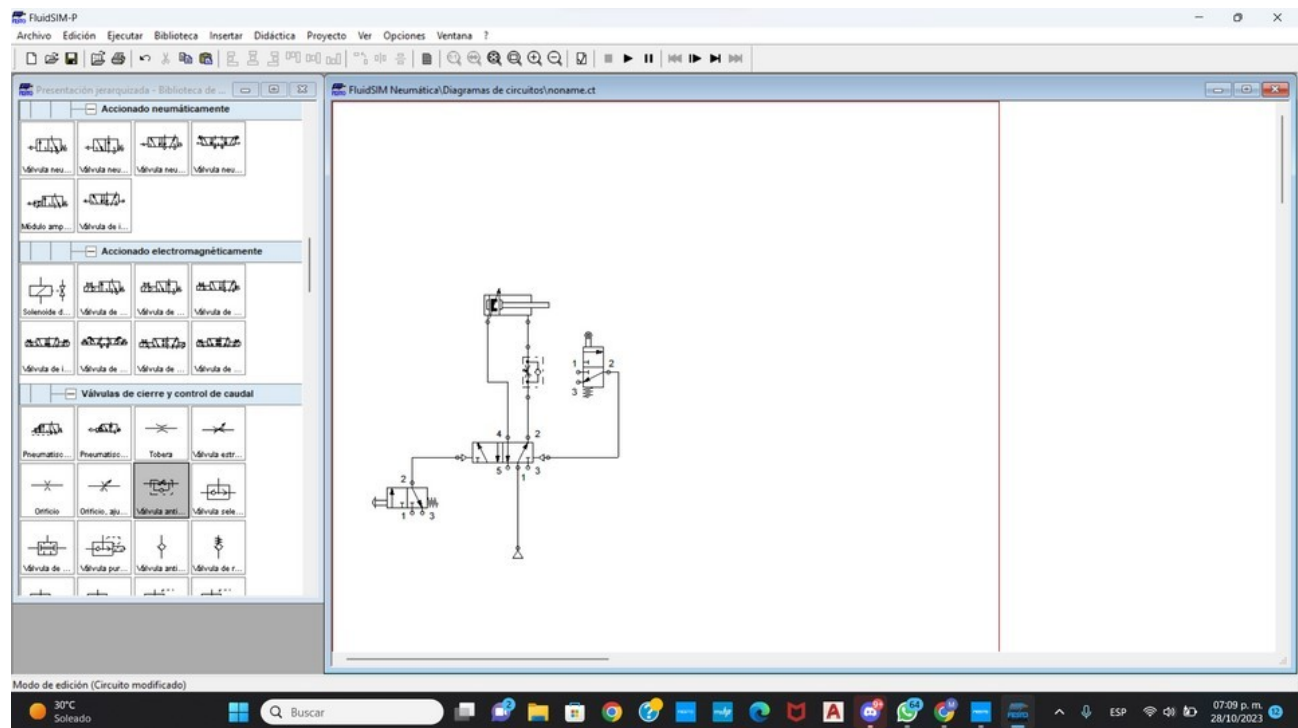 FluidSIM-P
Archivo Edición Ejecutar Biblioteca Insertar Didáctica Proyecto Ver Opciones Ventana ?
Presentación jerarquizada - Biblioteca de ...
FluidSIM Neumática\Diagramas de circuitos\noname.ct
Accionado neumáticamente
Válvula neu... Válvula neu... Válvula neu... Válvula neu...
Módulo amp... Válvula de i...
Accionado electromagnéticamente
Solenoide d... Válvula de ... Válvula de ... Válvula de ...
Válvula de i... Válvula de ... Válvula de ... Válvula de ...
Válvulas de cierre y control de caudal
Pneumatisc... Pneumatisc... Tobera Válvula estr...
Orificio Orificio, aju... Válvula anti... Válvula sele...
Válvula de ... Válvula pur... Válvula anti... Válvula de r...
1 2
3
4 2
5 1 3
2
1 3
Modo de edición (Circuito modificado)
30°C
Soleado
Buscar
64
ESP
07:09 p. m.
28/10/2023
12